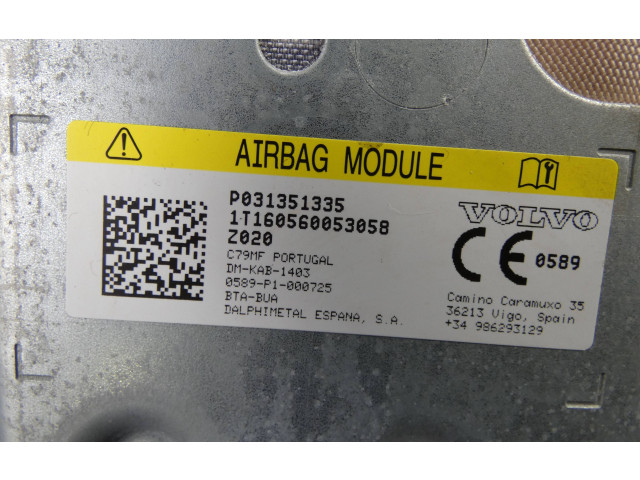 AIRBAG MODULE
P031351335
1T160560053058
Z020
C79MF PORTUGAL
DM-KAB-1403
0589-P1-000725
BTA-BUA
DALPHIMETAL ESPANA, S.A.
VOLVO
CE 0589
Camino Caramuxo 35
36213 Vigo, Spain
+34 986293129